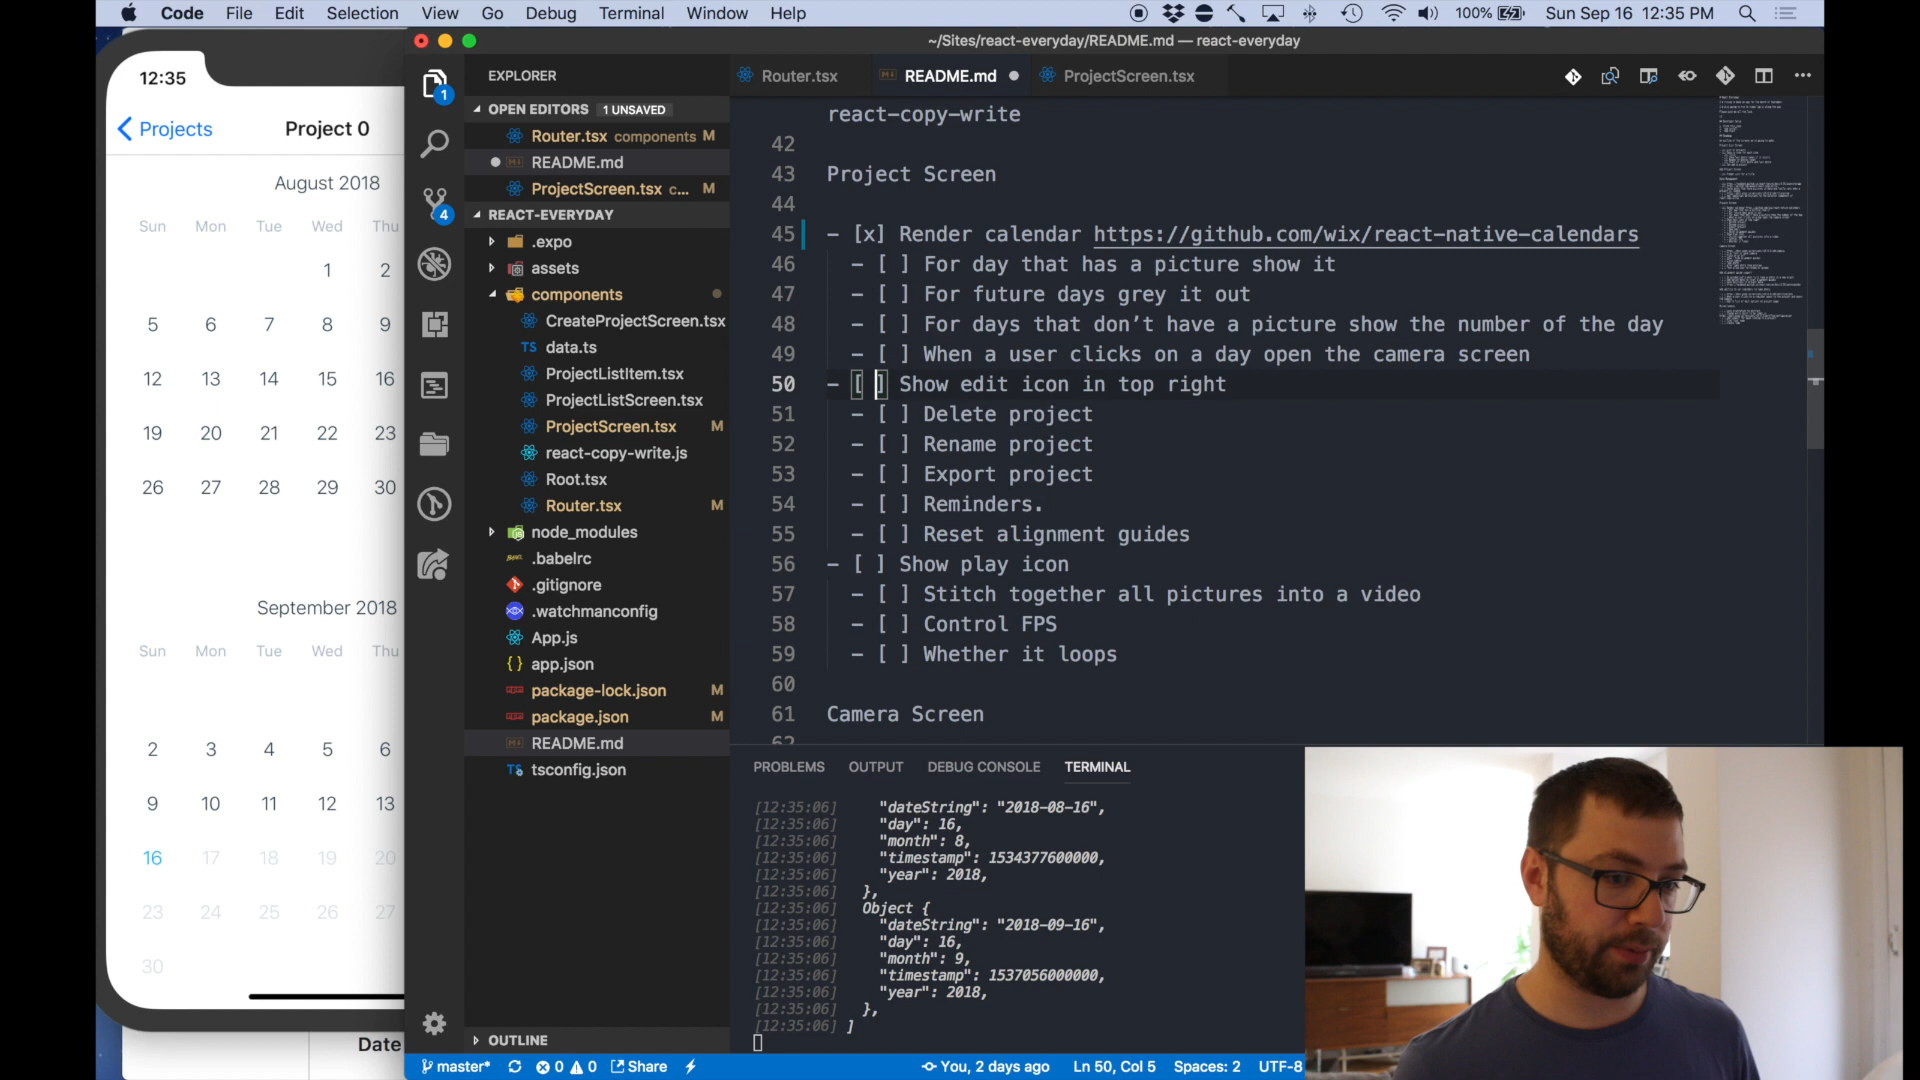 Code File Edit Selection View Go Debug Terminal Window Help 100% Sun Sep 16 12:35 PM
~/Sites/react-everyday/README.md — react-everyday
12:35
Projects Project 0
August 2018
Sun Mon Tue Wed Thu
1 2
5 6 7 8 9
12 13 14 15 16
19 20 21 22 23
26 27 28 29 30
September 2018
Sun Mon Tue Wed Thu
2 3 4 5 6
9 10 11 12 13
16 17 18 19 20
23 24 25 26 27
30
Date
EXPLORER
OPEN EDITORS 1 UNSAVED
Router.tsx components M
README.md
ProjectScreen.tsx c... M
REACT-EVERYDAY
.expo
assets
components
CreateProjectScreen.tsx
TS data.ts
ProjectListItem.tsx
ProjectListScreen.tsx
ProjectScreen.tsx M
react-copy-write.js
Root.tsx
Router.tsx M
node_modules
.babelrc
.gitignore
.watchmanconfig
App.js
{} app.json
package-lock.json M
package.json M
README.md
TS tsconfig.json
OUTLINE
1
4
Router.tsx README.md ProjectScreen.tsx
react-copy-write
42
43 Project Screen
44
45 - [x] Render calendar https://github.com/wix/react-native-calendars
46 - [ ] For day that has a picture show it
47 - [ ] For future days grey it out
48 - [ ] For days that don’t have a picture show the number of the day
49 - [ ] When a user clicks on a day open the camera screen
50 - [ ] Show edit icon in top right
51 - [ ] Delete project
52 - [ ] Rename project
53 - [ ] Export project
54 - [ ] Reminders.
55 - [ ] Reset alignment guides
56 - [ ] Show play icon
57 - [ ] Stitch together all pictures into a video
58 - [ ] Control FPS
59 - [ ] Whether it loops
60
61 Camera Screen
62
PROBLEMS OUTPUT DEBUG CONSOLE TERMINAL
[12:35:06] "dateString": "2018-08-16",
[12:35:06] "day": 16,
[12:35:06] "month": 8,
[12:35:06] "timestamp": 1534377600000,
[12:35:06] "year": 2018,
[12:35:06] },
[12:35:06] Object {
[12:35:06] "dateString": "2018-09-16",
[12:35:06] "day": 16,
[12:35:06] "month": 9,
[12:35:06] "timestamp": 1537056000000,
[12:35:06] "year": 2018,
[12:35:06] },
[12:35:06] ]
master* 0 0 Share You, 2 days ago Ln 50, Col 5 Spaces: 2 UTF-8